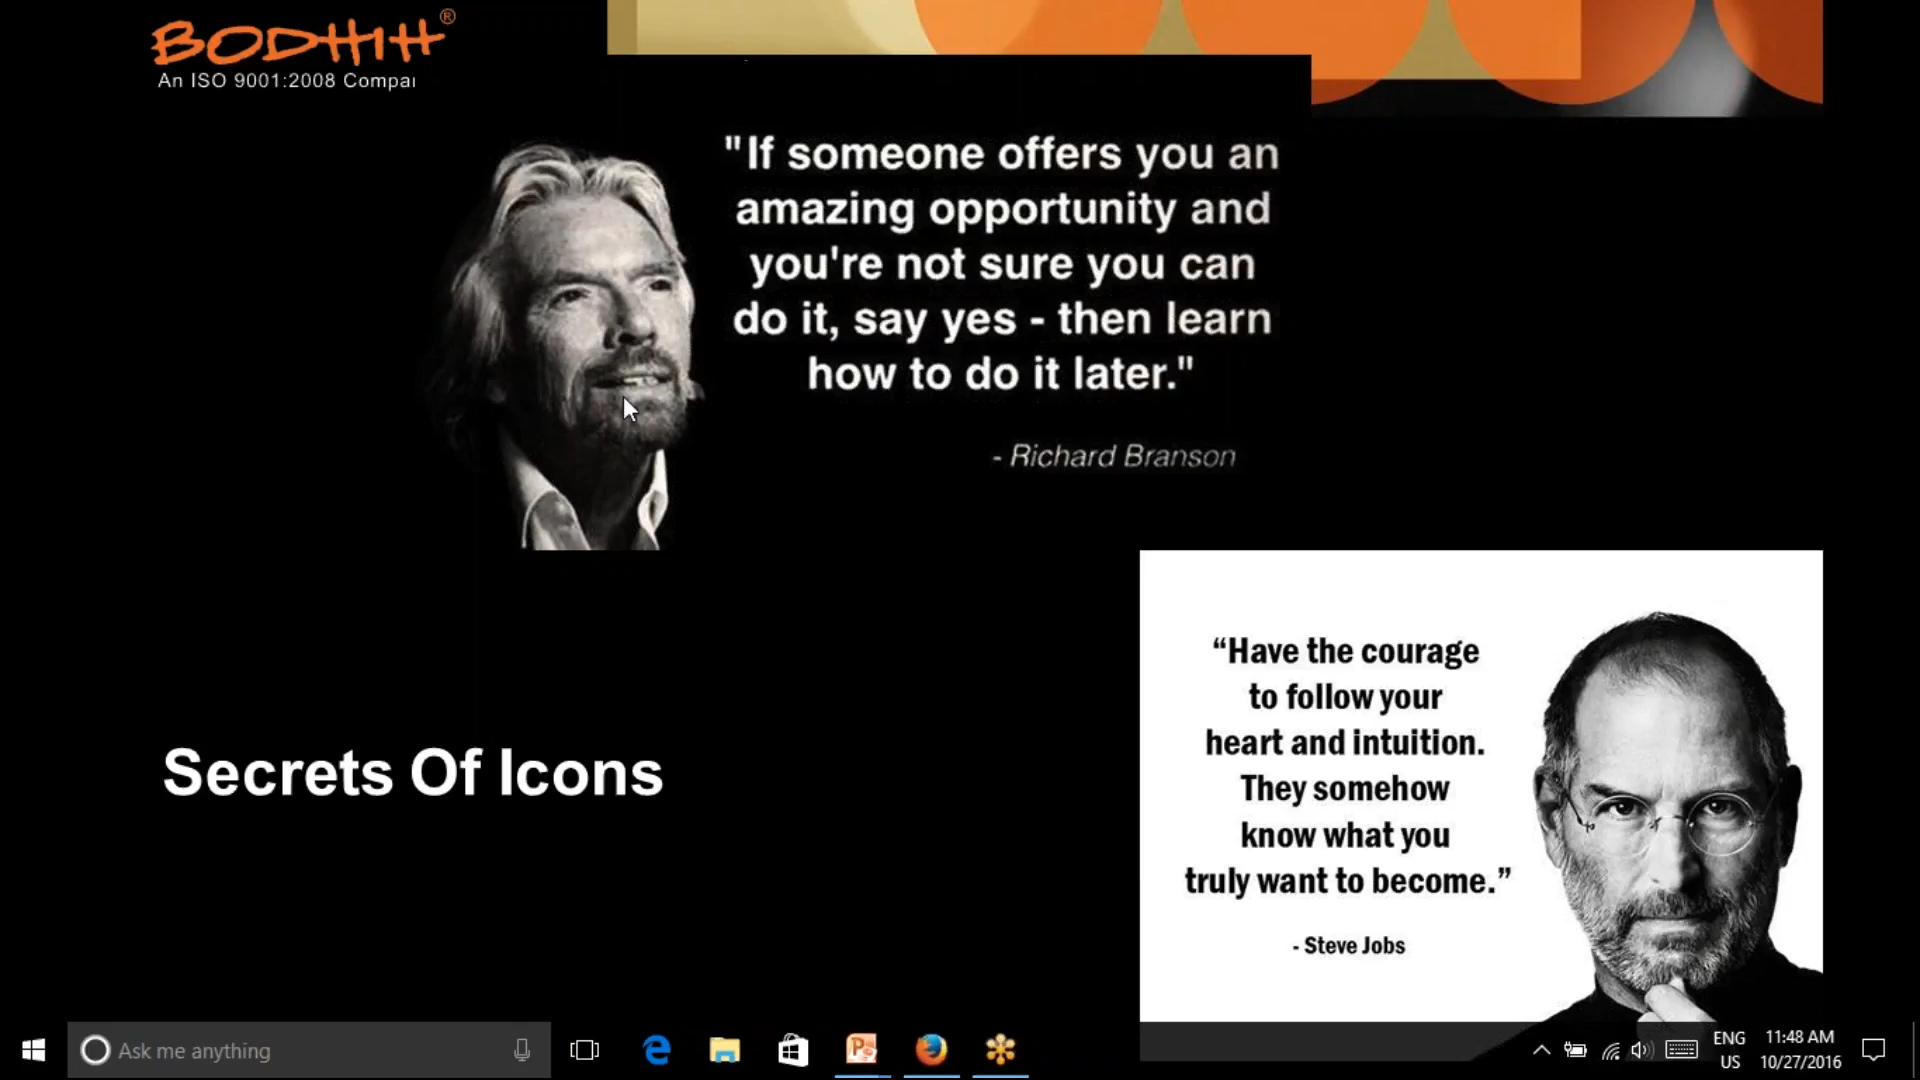 BODHIH®
An ISO 9001:2008 Compa
"If someone offers you an
amazing opportunity and
you're not sure you can
do it, say yes - then learn
how to do it later."
- Richard Branson
“Have the courage
to follow your
heart and intuition.
They somehow
know what you
truly want to become.”
- Steve Jobs
Secrets Of Icons
Ask me anything
ENG
US
11:48 AM
10/27/2016